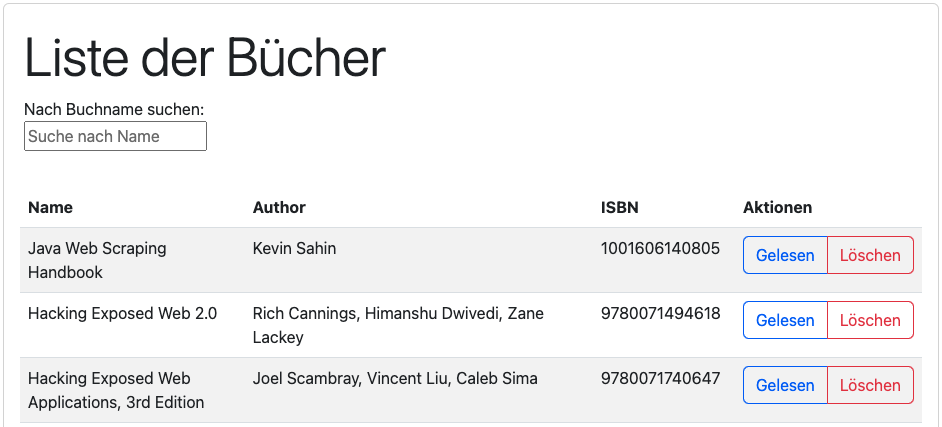 Liste der Bücher
Nach Buchname suchen:
Suche nach Name
Name Author ISBN Aktionen
Java Web Scraping Kevin Sahin 1001606140805 Gelesen Löschen
Handbook
Hacking Exposed Web 2.0 Rich Cannings, Himanshu Dwivedi, Zane 9780071494618 Gelesen Löschen
Lackey
Hacking Exposed Web Joel Scambray, Vincent Liu, Caleb Sima 9780071740647 Gelesen Löschen
Applications, 3rd Edition